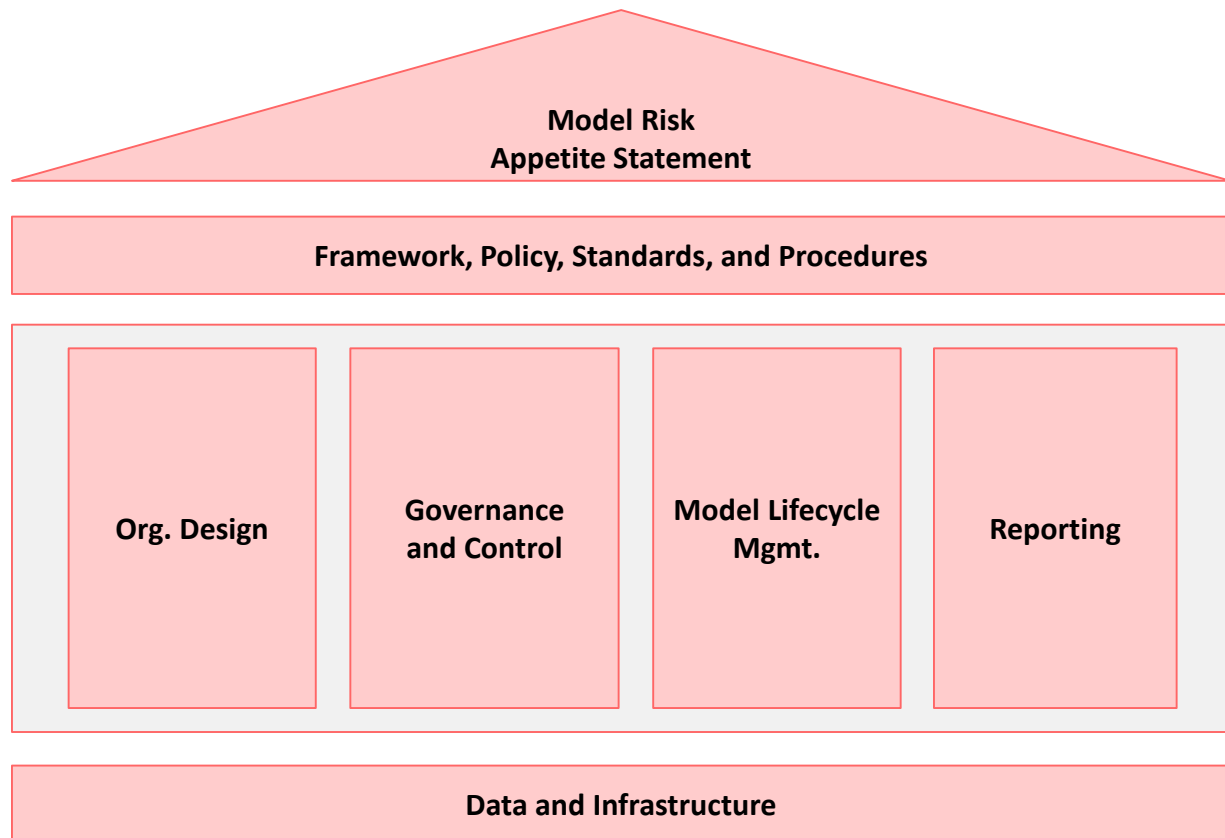 Model Risk
Appetite Statement
Framework, Policy, Standards, and Procedures
Org. Design
Governance
and Control
Model Lifecycle
Mgmt.
Reporting
Data and Infrastructure